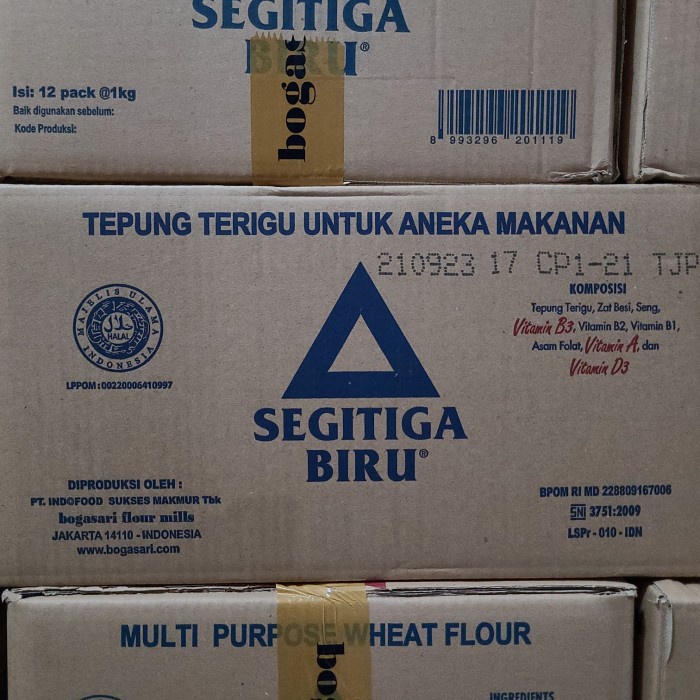 SEGITIGA
BIRU®
Isi: 12 pack @1kg
Baik digunakan sebelum:
Kode Produksi:
8 993296 201119
TEPUNG TERIGU UNTUK ANEKA MAKANAN
210923 17 CP1-21 TJP
MAJELIS ULAMA
حلال
HALAL
INDONESIA
LPPOM:00220006410997
KOMPOSISI
Tepung Terigu, Zat Besi, Seng,
Vitamin B3, Vitamin B2, Vitamin B1,
Asam Folat, Vitamin A, dan
Vitamin D3
SEGITIGA
BIRU®
DIPRODUKSI OLEH :
PT. INDOFOOD SUKSES MAKMUR Tbk
bogasari flour mills
JAKARTA 14110 - INDONESIA
www.bogasari.com
BPOM RI MD 228809167006
SNI 3751:2009
LSPr - 010 - IDN
MULTI PURPOSE WHEAT FLOUR
INGREDIENTS